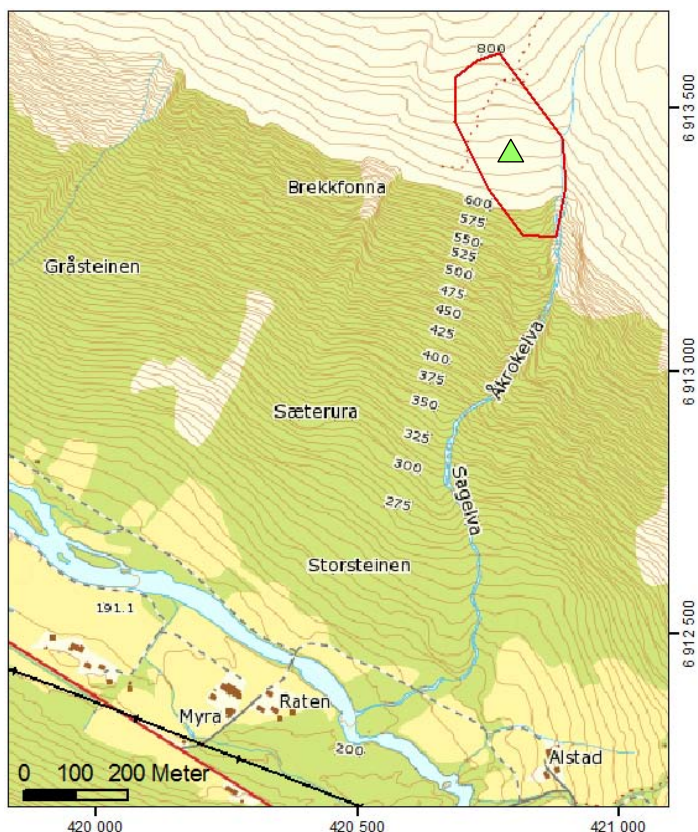 800
6 913 500
Brekkfonna
600
575
550
525
500
475
450
425
400
375
350
325
300
275
Gråsteinen
Åkrokelva
6 913 000
Sæterura
Sagelva
Storsteinen
191.1
6 912 500
Raten
Myra
200
Alstad
0 100 200 Meter
420 000
420 500
421 000